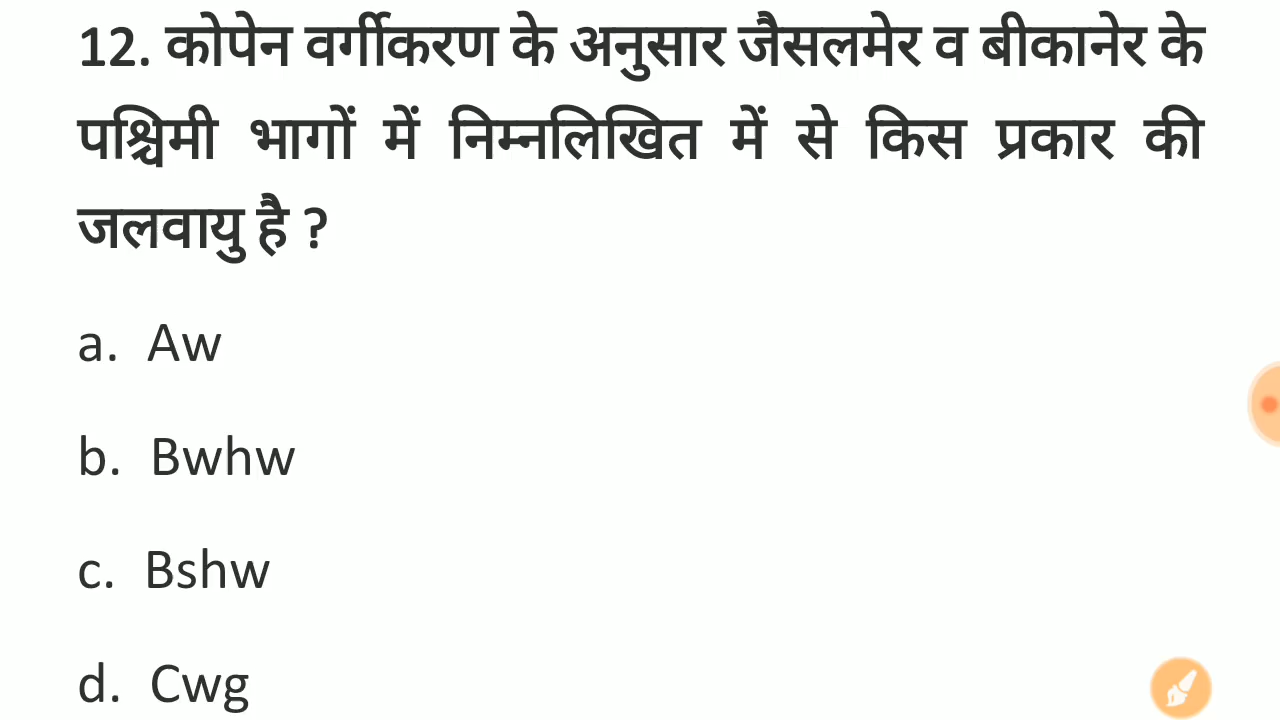 12. कोपेन वर्गीकरण के अनुसार जैसलमेर व बीकानेर के
पश्चिमी भागों में निम्नलिखित में से किस प्रकार की
जलवायु है ?
a. Aw
b. Bwhw
c. Bshw
d. Cwg